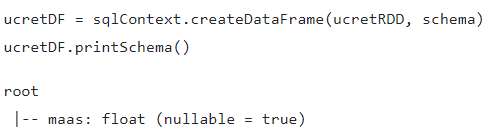 ucretDF = sqlContext.createDataFrame(ucretRDD, schema)
ucretDF.printSchema()
root
 |-- maas: float (nullable = true)